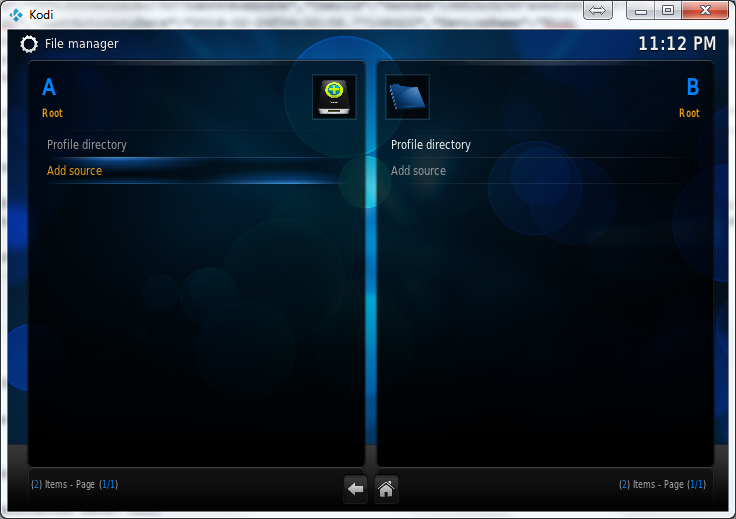 Kodi
File manager
11:12 PM
A
Root
Profile directory
Add source
B
Root
Profile directory
Add source
(2) Items - Page (1/1)
(2) Items - Page (1/1)